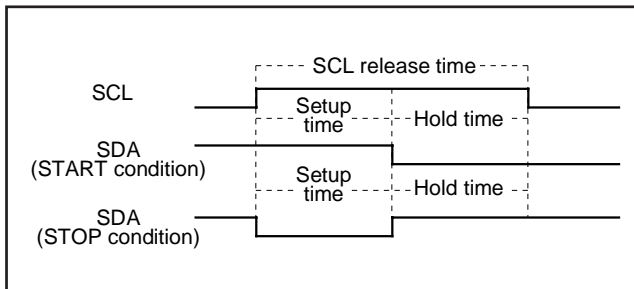 SCL release time
SCL
Setup
time
Hold time
SDA
(START condition)
Setup
time
Hold time
SDA
(STOP condition)